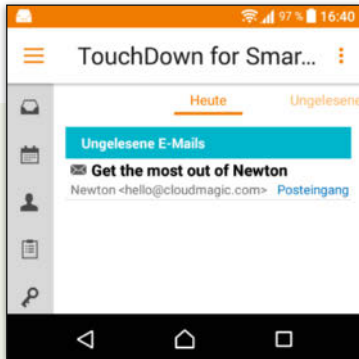 97 % 16:40
TouchDown for Smar...
Heute Ungelesene
Ungelesene E-Mails
Get the most out of Newton
Newton <hello@cloudmagic.com> Posteingang